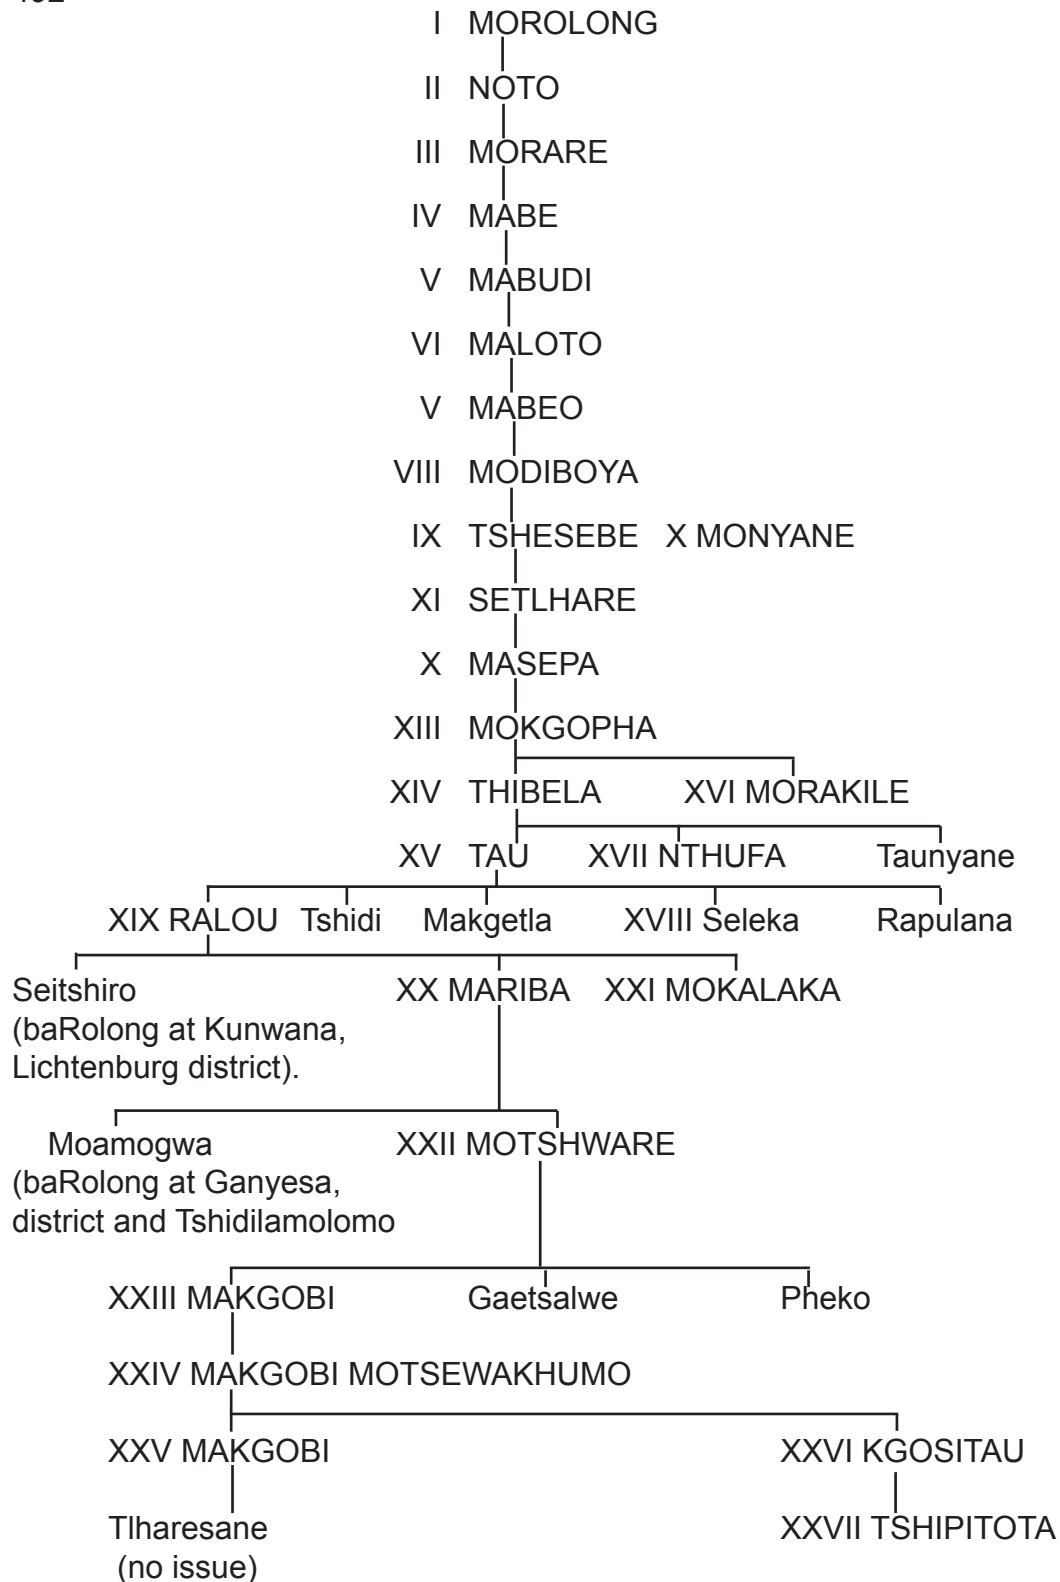 I MOROLONG
II NOTO
III MORARE
IV MABE
V MABUDI
VI MALOTO
V MABEO
VIII MODIBOYA
IX TSHESEBE X MONYANE
XI SETLHARE
X MASEPA
XIII MOKGOPHA
XIV THIBELA XVI MORAKILE
XV TAU XVII NTHUFA Taunyane
XIX RALOU Tshidi Makgetla XVIII Seleka Rapulana
Seitshiro XX MARIBA XXI MOKALAKA
(baRolong at Kunwana,
Lichtenburg district).
Moamogwa XXII MOTSHWARE
(baRolong at Ganyesa,
district and Tshidilamolomo
XXIII MAKGOBI Gaetsalwe Pheko
XXIV MAKGOBI MOTSEWAKHUMO
XXV MAKGOBI XXVI KGOSITAU
Tlharesane XXVII TSHIPITOTA
(no issue)